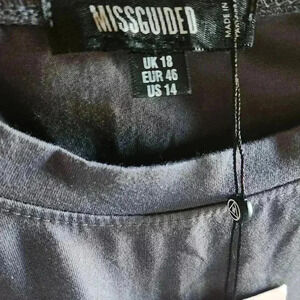 MISSGUIDED
MADE IN
UK 18
EUR 46
US 14